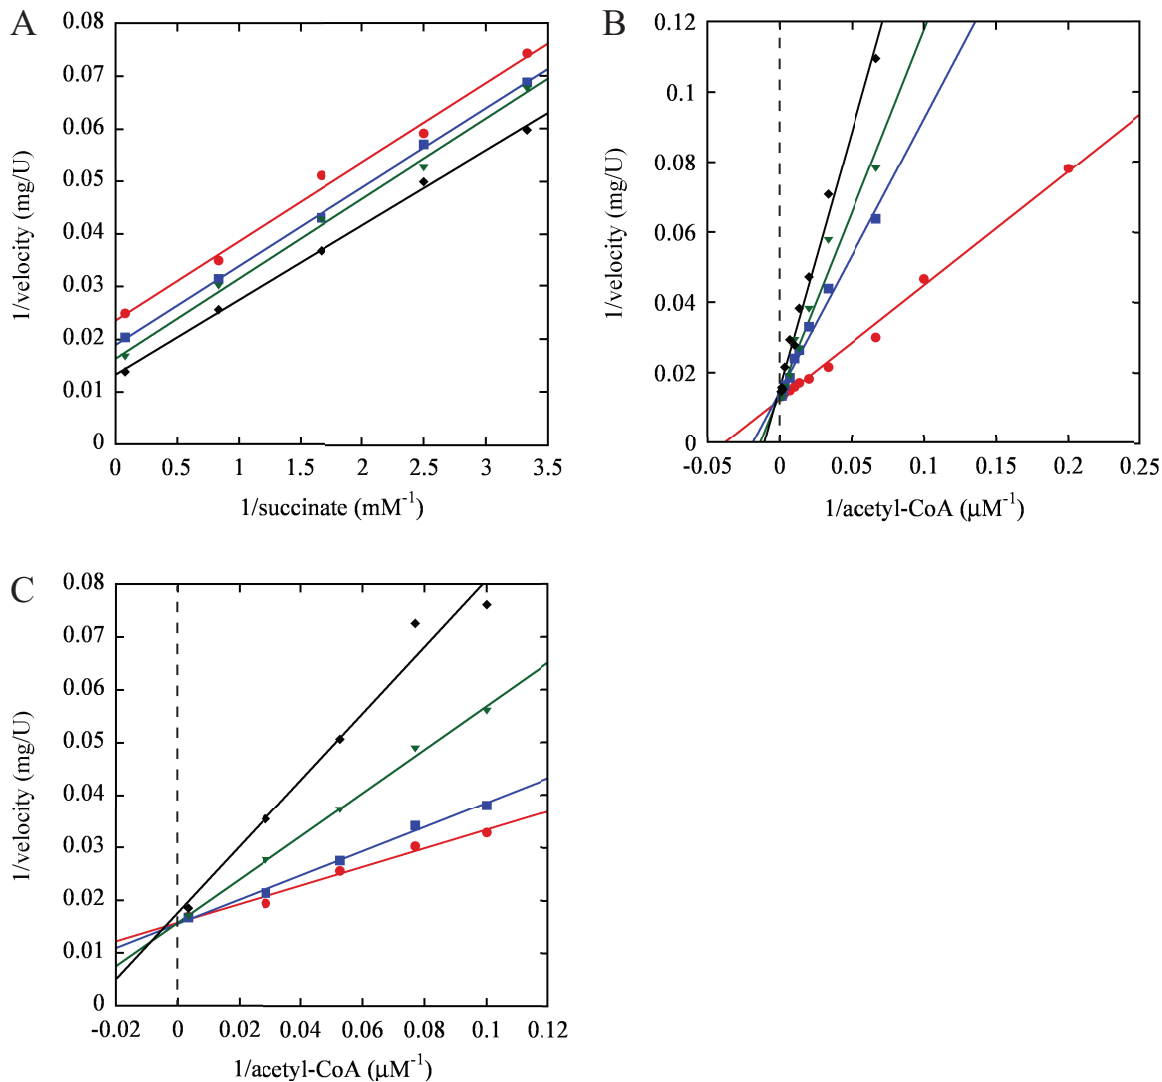 A
0.08
0.07
0.06
0.05
0.04
0.03
0.02
0.01
0
1/velocity (mg/U)
0 0.5 1 1.5 2 2.5 3 3.5
1/succinate (mM-1)
B
0.12
0.1
0.08
0.06
0.04
0.02
0
1/velocity (mg/U)
-0.05 0 0.05 0.1 0.15 0.2 0.25
1/acetyl-CoA (μM-1)
C
0.08
0.07
0.06
0.05
0.04
0.03
0.02
0.01
0
1/velocity (mg/U)
-0.02 0 0.02 0.04 0.06 0.08 0.1 0.12
1/acetyl-CoA (μM-1)